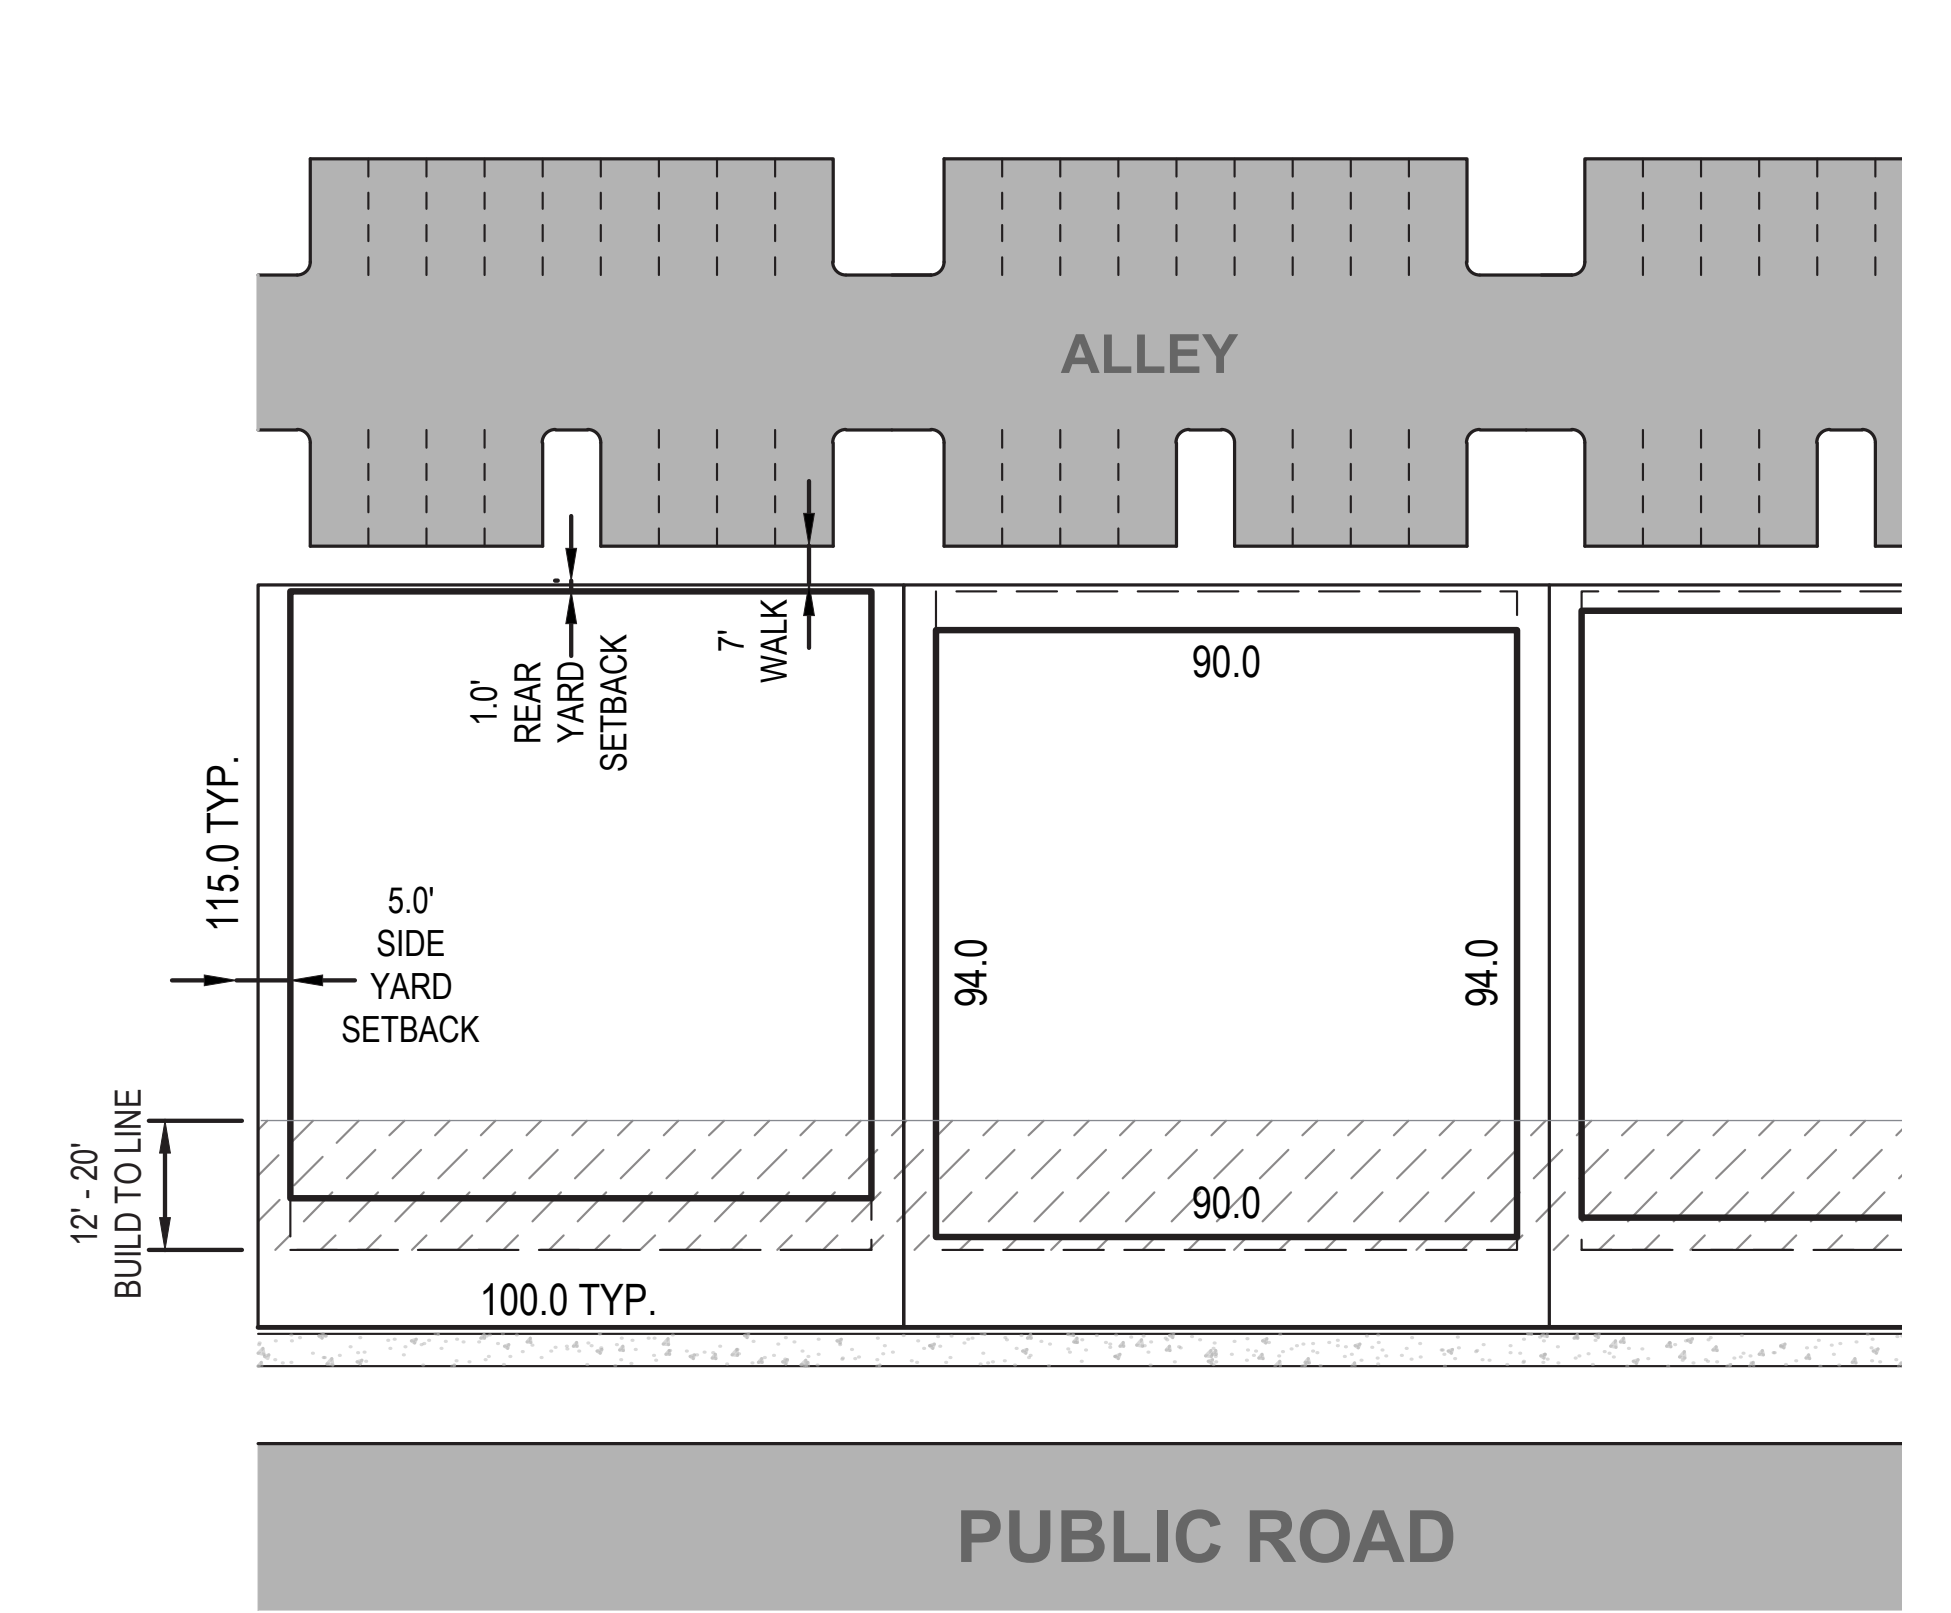 ALLEY
1.0'
REAR
YARD
SETBACK
7'
WALK
90.0
115.0 TYP.
5.0'
SIDE
YARD
SETBACK
94.0
94.0
12' - 20'
BUILD TO LINE
90.0
100.0 TYP.
PUBLIC ROAD